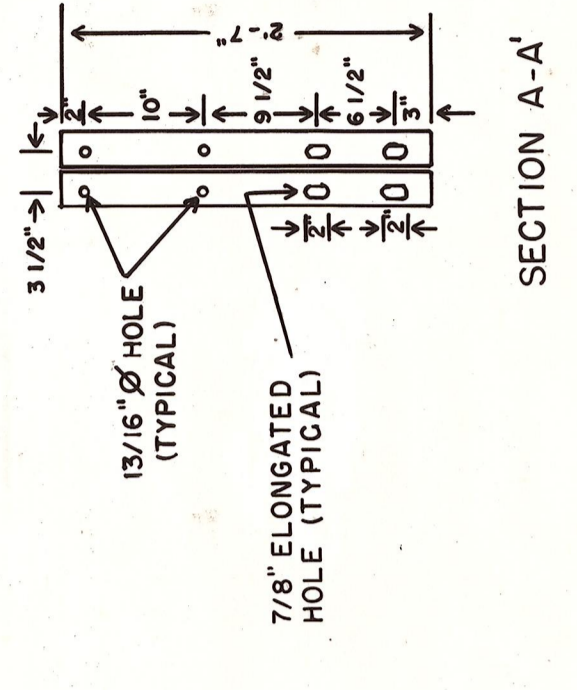 3 1/2"
2"
10"
9 1/2"
6 1/2"
3"
2'-7"
13/16" Ø HOLE
(TYPICAL)
7/8" ELONGATED
HOLE (TYPICAL)
2"
2"
SECTION A-A'